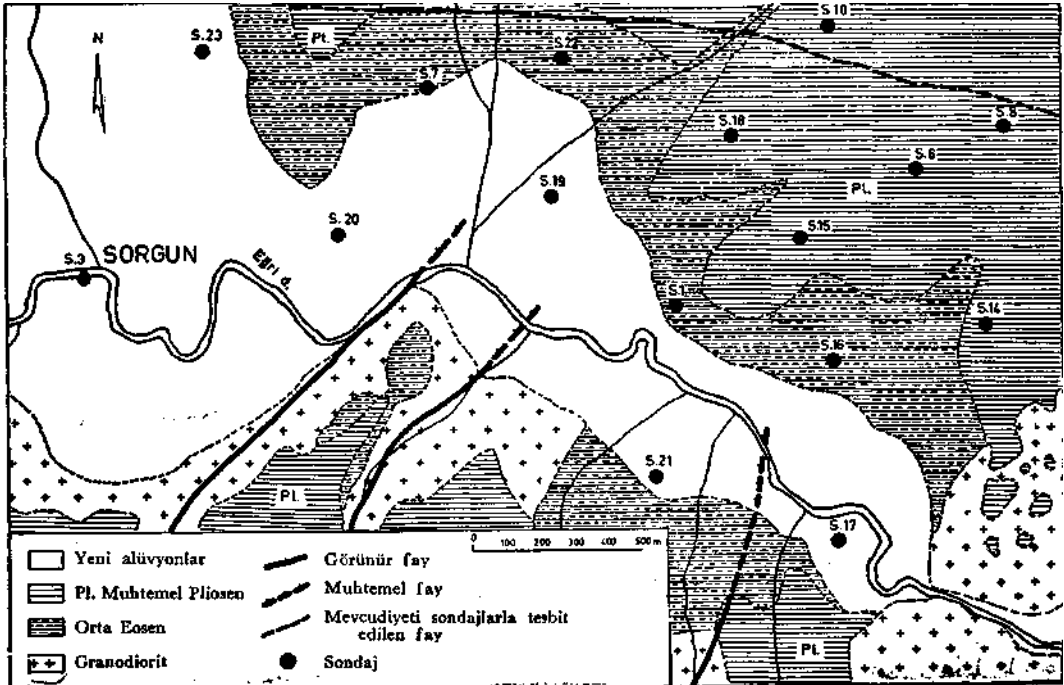 S.23
Pl.
S.22
S.10
N
S.7
S.18
S.8
S.6
Pl.
S.19
S.20
S.15
SORGUN
S.3
Eğri d.
S.1
S.14
S.16
S.21
Pl.
S.17
0 100 200 300 400 500 m
Pl.
Yeni alüvyonlar
Pl. Muhtemel Pliosen
Orta Eosen
Granodiorit
Görünür fay
Muhtemel fay
Mevcudiyeti sondajlarla tesbit
edilen fay
Sondaj